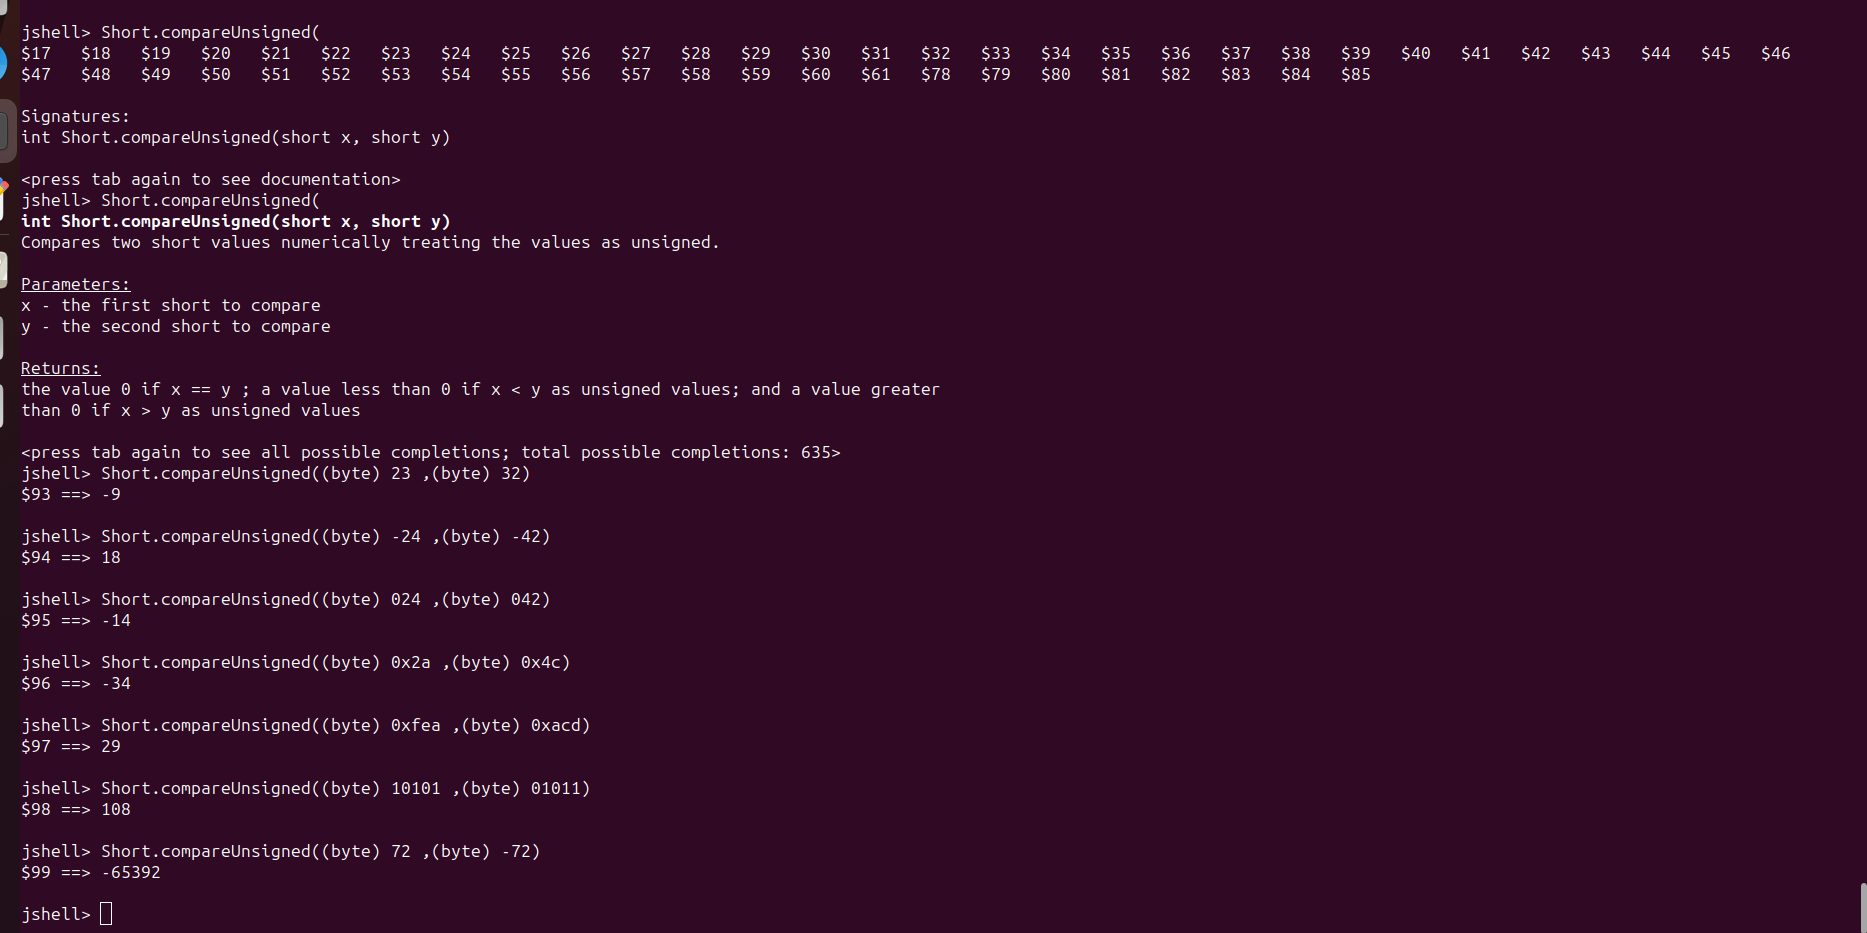 jshell> Short.compareUnsigned(
$17 $18 $19 $20 $21 $22 $23 $24 $25 $26 $27 $28 $29 $30 $31 $32 $33 $34 $35 $36 $37 $38 $39 $40 $41 $42 $43 $44 $45 $46
$47 $48 $49 $50 $51 $52 $53 $54 $55 $56 $57 $58 $59 $60 $61 $78 $79 $80 $81 $82 $83 $84 $85
Signatures:
int Short.compareUnsigned(short x, short y)
<press tab again to see documentation>
jshell> Short.compareUnsigned(
int Short.compareUnsigned(short x, short y)
Compares two short values numerically treating the values as unsigned.
Parameters:
x - the first short to compare
y - the second short to compare
Returns:
the value 0 if x == y ; a value less than 0 if x < y as unsigned values; and a value greater
than 0 if x > y as unsigned values
<press tab again to see all possible completions; total possible completions: 635>
jshell> Short.compareUnsigned((byte) 23 ,(byte) 32)
$93 ==> -9
jshell> Short.compareUnsigned((byte) -24 ,(byte) -42)
$94 ==> 18
jshell> Short.compareUnsigned((byte) 024 ,(byte) 042)
$95 ==> -14
jshell> Short.compareUnsigned((byte) 0x2a ,(byte) 0x4c)
$96 ==> -34
jshell> Short.compareUnsigned((byte) 0xfea ,(byte) 0xacd)
$97 ==> 29
jshell> Short.compareUnsigned((byte) 10101 ,(byte) 01011)
$98 ==> 108
jshell> Short.compareUnsigned((byte) 72 ,(byte) -72)
$99 ==> -65392
jshell>